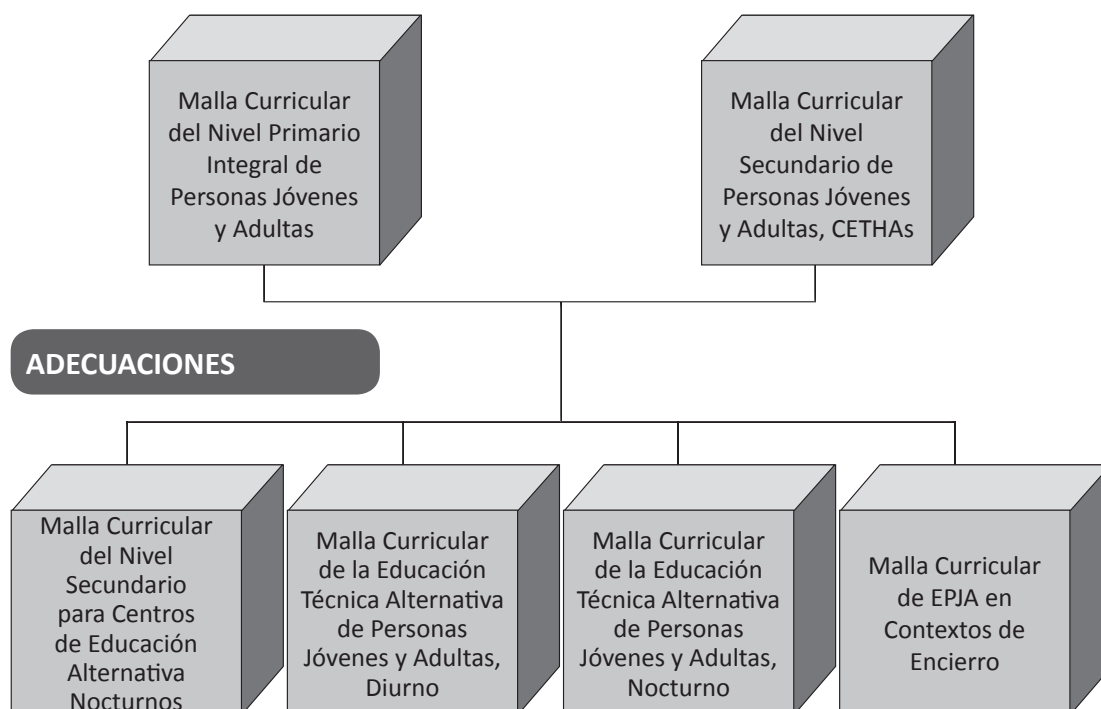 Malla Curricular
del Nivel Primario
Integral de
Personas Jóvenes
y Adultas
Malla Curricular
del Nivel
Secundario de
Personas Jóvenes
y Adultas, CETHAs
ADECUACIONES
Malla Curricular
del Nivel
Secundario
para Centros
de Educación
Alternativa
Nocturnos
Malla Curricular
de la Educación
Técnica Alternativa
de Personas
Jóvenes y Adultas,
Diurno
Malla Curricular
de la Educación
Técnica Alternativa
de Personas
Jóvenes y Adultas,
Nocturno
Malla Curricular
de EPJA en
Contextos de
Encierro